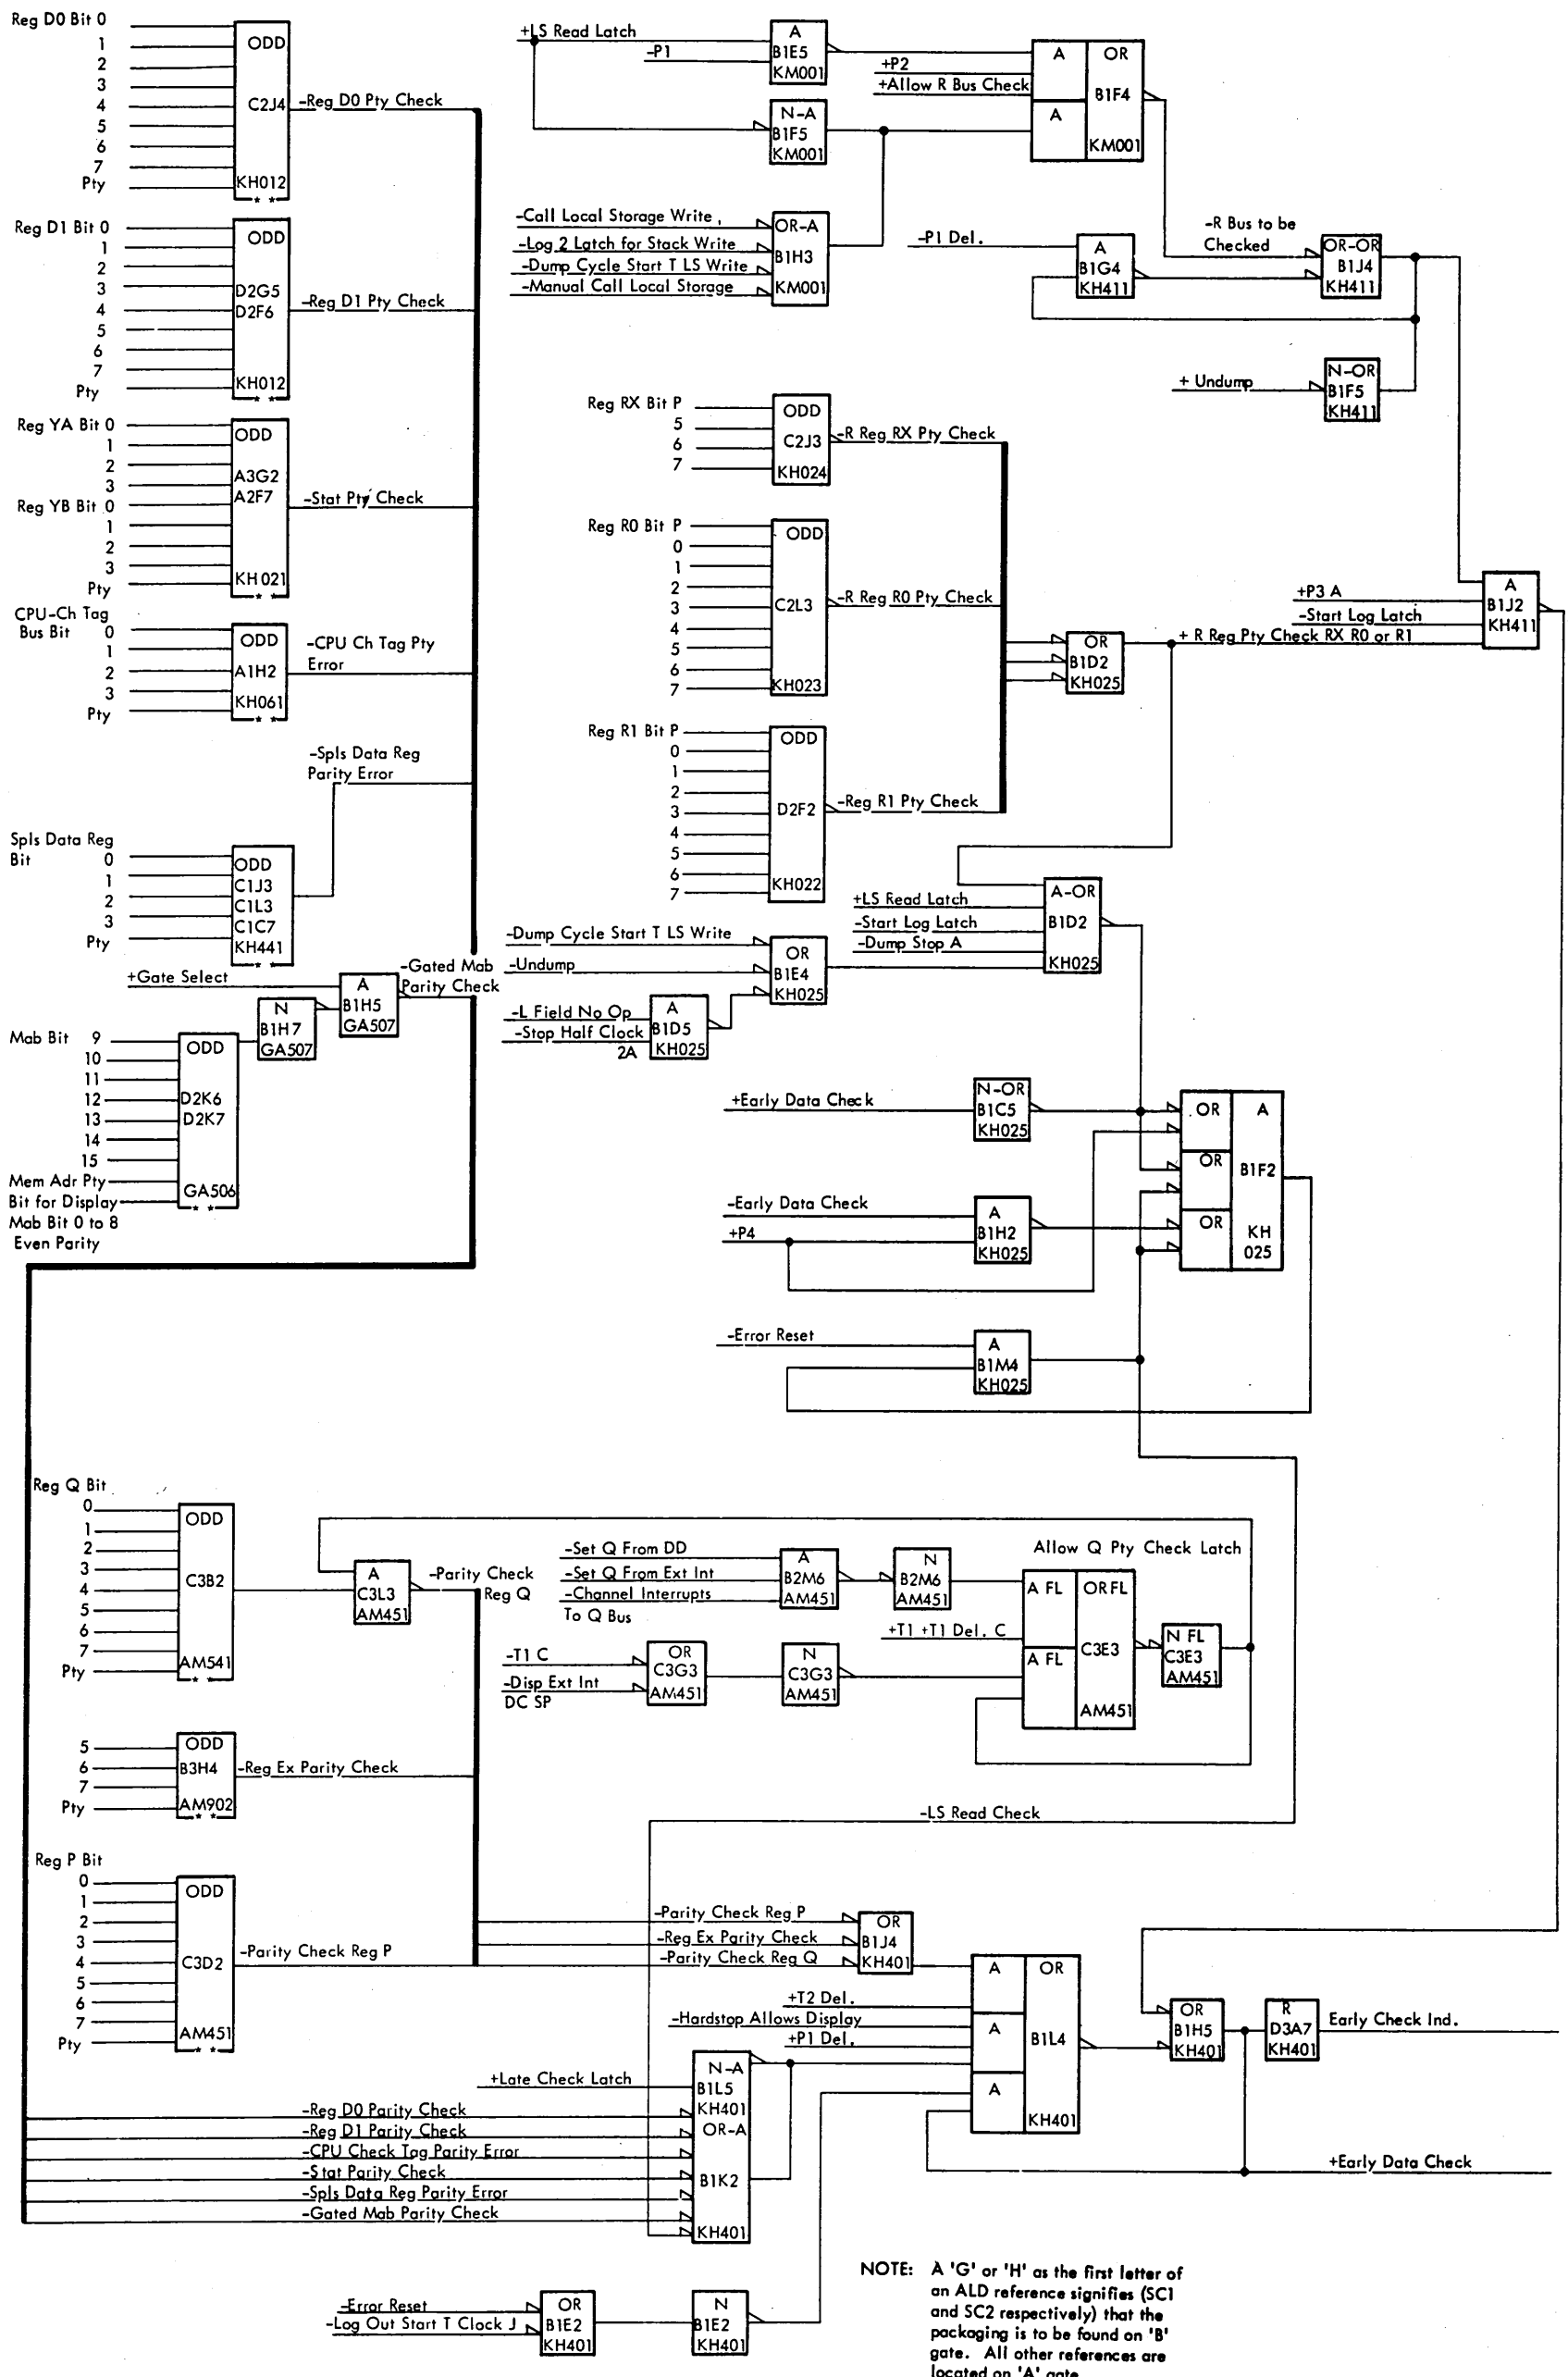 Reg D0 Bit 0
1
2
3
4
5
6
7
Pty
ODD
C2J4
KH012
* *
-Reg D0 Pty Check
Reg D1 Bit 0
1
2
3
4
5
6
7
Pty
ODD
D2G5
D2F6
KH012
* *
-Reg D1 Pty Check
Reg YA Bit 0
1
2
3
Reg YB Bit 0
1
2
3
Pty
ODD
A3G2
A2F7
KH021
* *
-Stat Pty Check
CPU-Ch Tag
Bus Bit 0
1
2
3
Pty
ODD
A1H2
KH061
* *
-CPU Ch Tag Pty
Error
-Spls Data Reg
Parity Error
Spls Data Reg
Bit 0
1
2
3
Pty
ODD
C1J3
C1L3
C1C7
KH441
* *
+Gate Select
A
B1H5
GA507
-Gated Mab
Parity Check
N
B1H7
GA507
Mab Bit 9
10
11
12
13
14
15
Mem Adr Pty
Bit for Display
Mab Bit 0 to 8
Even Parity
ODD
D2K6
D2K7
GA506
* *
+LS Read Latch
-P1
A
B1E5
KM001
+P2
+Allow R Bus Check
N-A
B1F5
KM001
A
OR
B1F4
A
KM001
-Call Local Storage Write
-Log 2 Latch for Stack Write
-Dump Cycle Start T LS Write
-Manual Call Local Storage
OR-A
B1H3
KM001
-P1 Del.
A
B1G4
KH411
-R Bus to be
Checked
OR-OR
B1J4
KH411
+ Undump
N-OR
B1F5
KH411
Reg RX Bit P
5
6
7
ODD
C2J3
KH024
-R Reg RX Pty Check
Reg R0 Bit P
0
1
2
3
4
5
6
7
ODD
C2L3
KH023
-R Reg R0 Pty Check
Reg R1 Bit P
0
1
2
3
4
5
6
7
ODD
D2F2
KH022
-Reg R1 Pty Check
OR
B1D2
KH025
+P3 A
-Start Log Latch
+ R Reg Pty Check RX R0 or R1
A
B1J2
KH411
+LS Read Latch
-Start Log Latch
-Dump Stop A
A-OR
B1D2
KH025
-Dump Cycle Start T LS Write
-Undump
OR
B1E4
KH025
-L Field No Op
-Stop Half Clock
2A
A
B1D5
KH025
+Early Data Check
N-OR
B1C5
KH025
-Early Data Check
+P4
A
B1H2
KH025
OR
OR
OR
A
B1F2
KH
025
-Error Reset
A
B1M4
KH025
Reg Q Bit
0
1
2
3
4
5
6
7
Pty
ODD
C3B2
AM541
* *
A
C3L3
AM451
-Parity Check
Reg Q
-Set Q From DD
-Set Q From Ext Int
-Channel Interrupts
To Q Bus
A
B2M6
AM451
N
B2M6
AM451
Allow Q Pty Check Latch
+T1 +T1 Del. C
A FL
OR FL
C3E3
A FL
AM451
N FL
C3E3
AM451
-T1 C
-Disp Ext Int
DC SP
OR
C3G3
AM451
N
C3G3
AM451
5
6
7
Pty
ODD
B3H4
AM902
* *
-Reg Ex Parity Check
-LS Read Check
Reg P Bit
0
1
2
3
4
5
6
7
Pty
ODD
C3D2
AM451
* *
-Parity Check Reg P
-Parity Check Reg P
-Reg Ex Parity Check
-Parity Check Reg Q
OR
B1J4
KH401
+T2 Del.
-Hardstop Allows Display
+P1 Del.
A
A
A
OR
B1L4
KH401
OR
B1H5
KH401
R
D3A7
KH401
Early Check Ind.
+Late Check Latch
-Reg D0 Parity Check
-Reg D1 Parity Check
-CPU Check Tag Parity Error
-Stat Parity Check
-Spls Data Reg Parity Error
-Gated Mab Parity Check
N-A
B1L5
KH401
OR-A
B1K2
KH401
+Early Data Check
-Error Reset
-Log Out Start T Clock J
OR
B1E2
KH401
N
B1E2
KH401
NOTE: A 'G' or 'H' as the first letter of
an ALD reference signifies (SC1
and SC2 respectively) that the
packaging is to be found on 'B'
gate. All other references are
located on 'A' gate